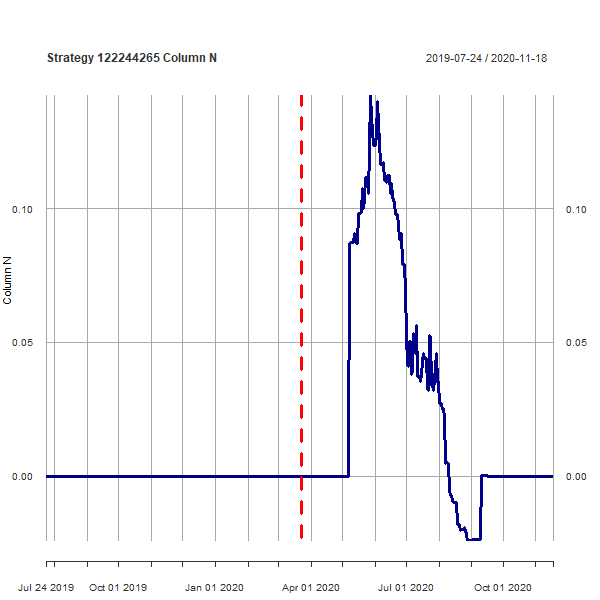 Strategy 122244265 Column N
2019-07-24 / 2020-11-18
Column N
0.10
0.05
0.00
0.10
0.05
0.00
Jul 24 2019
Oct 01 2019
Jan 01 2020
Apr 01 2020
Jul 01 2020
Oct 01 2020